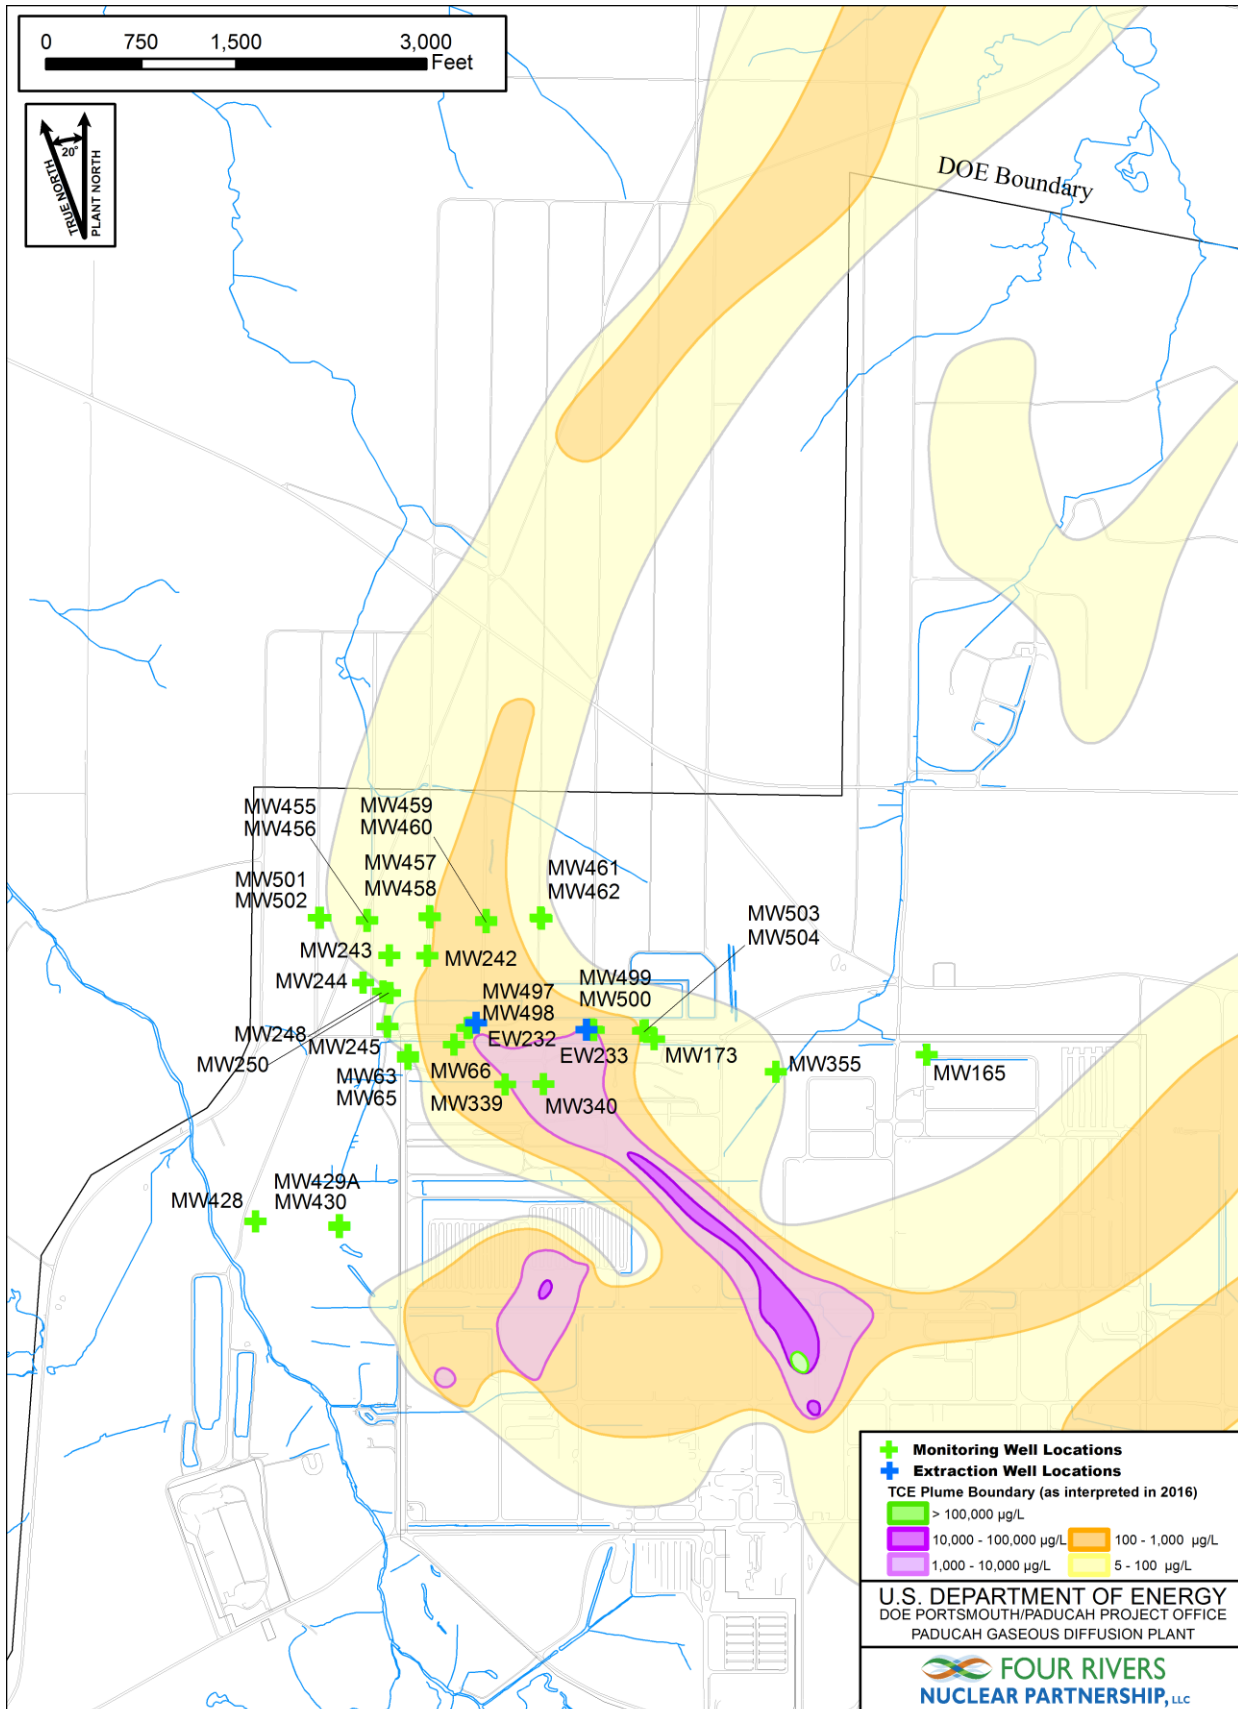 0 750 1,500 3,000
Feet
20°
TRUE NORTH
PLANT NORTH
DOE Boundary
MW455
MW456
MW459
MW460
MW457
MW458
MW461
MW462
MW501
MW502
MW503
MW504
MW243
MW242
MW244
MW499
MW500
MW497
MW498
MW248
MW245
EW232
EW233
MW250
MW173
MW63
MW65
MW66
MW355
MW165
MW339
MW340
MW429A
MW430
MW428
Monitoring Well Locations
Extraction Well Locations
TCE Plume Boundary (as interpreted in 2016)
> 100,000 µg/L
10,000 - 100,000 µg/L 100 - 1,000 µg/L
1,000 - 10,000 µg/L 5 - 100 µg/L
U.S. DEPARTMENT OF ENERGY
DOE PORTSMOUTH/PADUCAH PROJECT OFFICE
PADUCAH GASEOUS DIFFUSION PLANT
FOUR RIVERS
NUCLEAR PARTNERSHIP, LLC